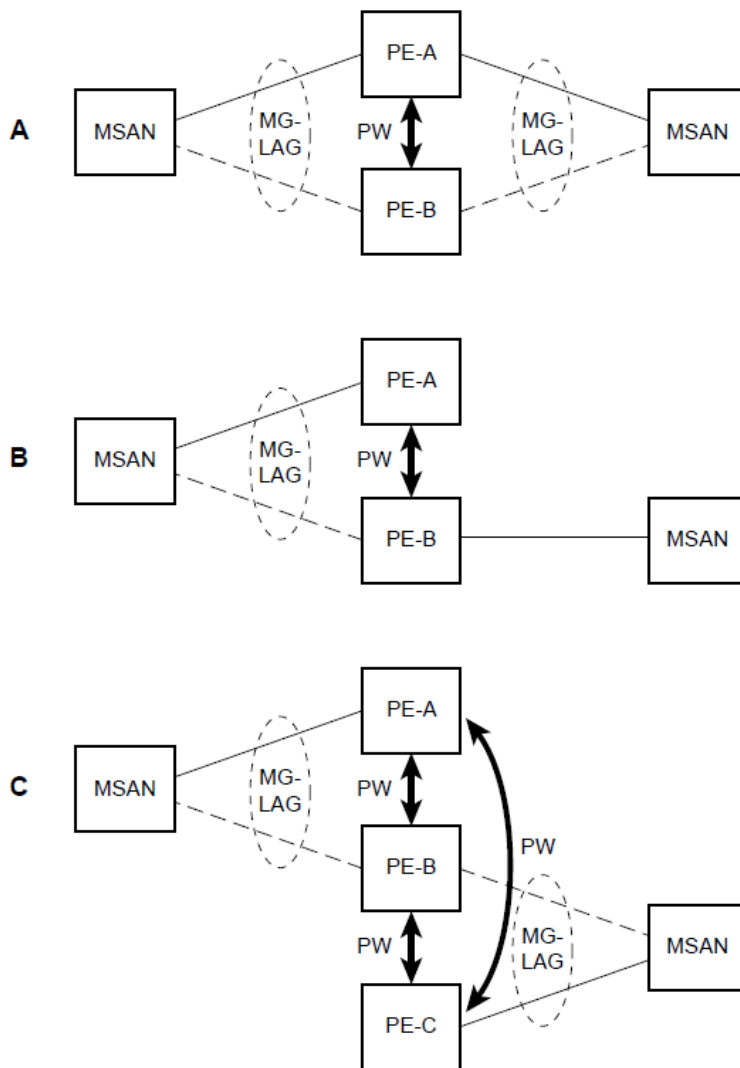 PE-A
A
MSAN
MG-
LAG
PW
MG-
LAG
MSAN
PE-B
PE-A
B
MSAN
MG-
LAG
PW
PE-B
MSAN
PE-A
C
MSAN
MG-
LAG
PW
PW
PE-B
PW
MG-
LAG
MSAN
PE-C